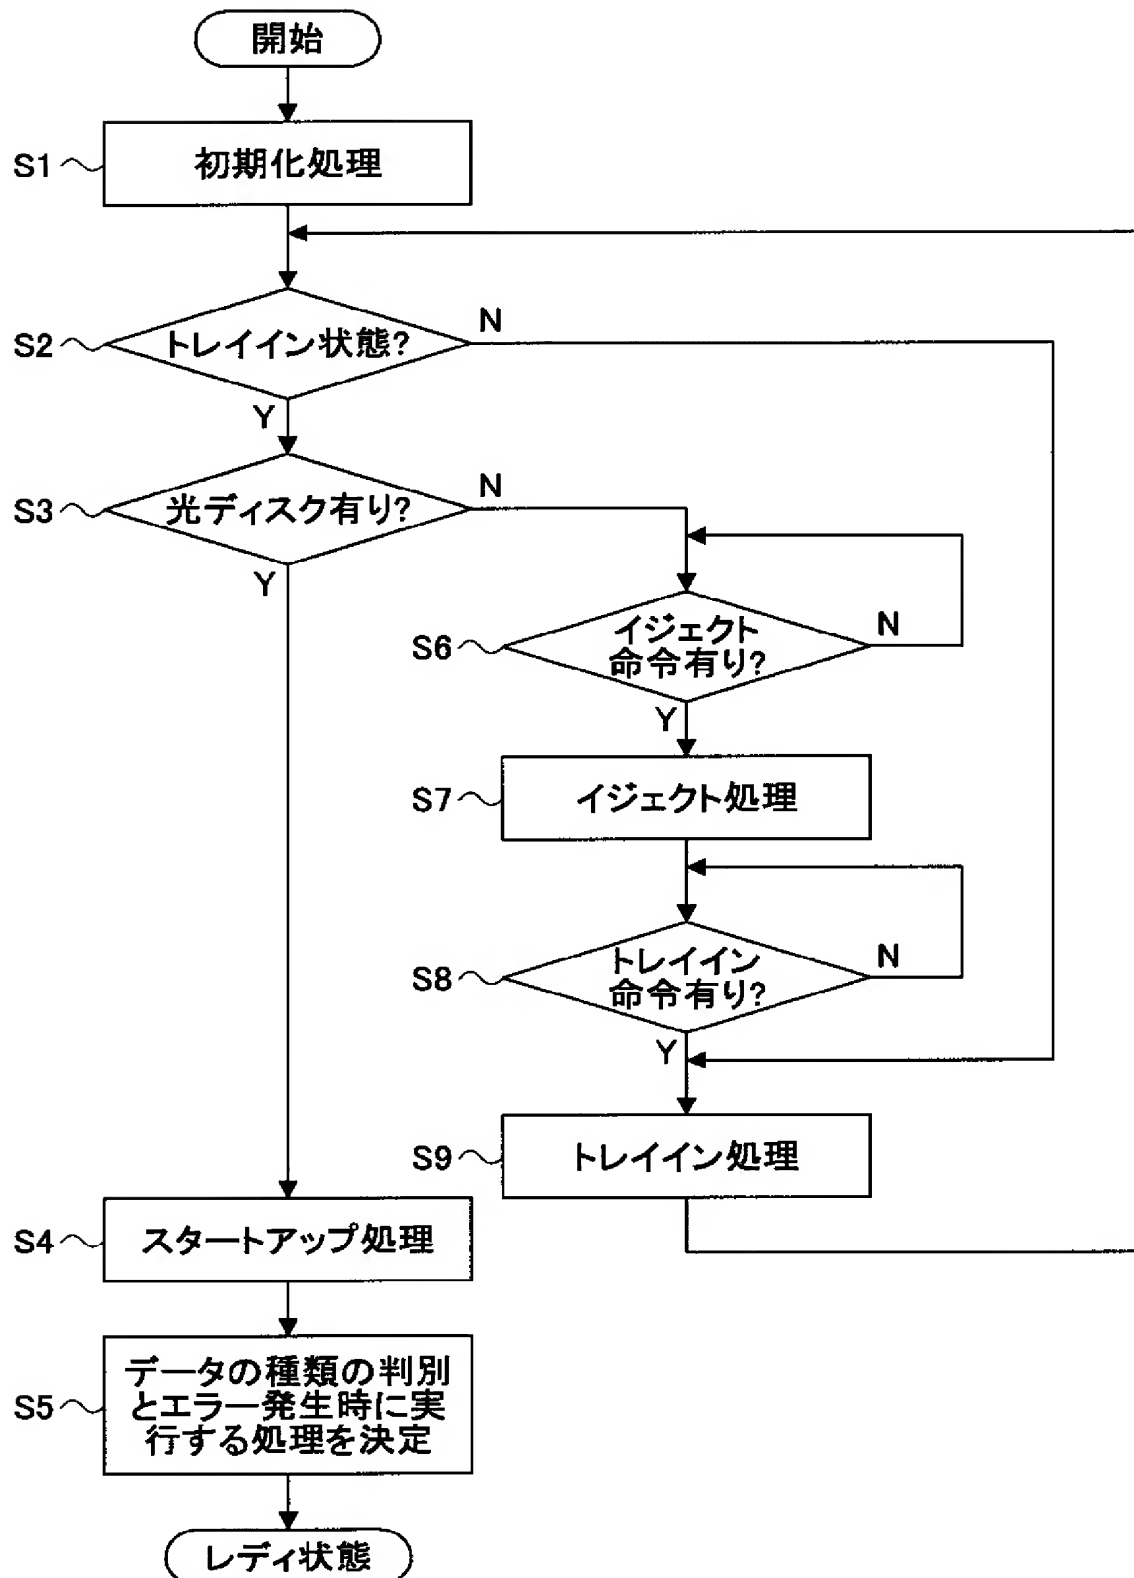 開始
S1
初期化処理
S2
トレイイン状態?
N
Y
S3
光ディスク有り?
N
Y
S6
イジェクト
命令有り?
N
Y
S7
イジェクト処理
S8
トレイイン
命令有り?
N
Y
S9
トレイイン処理
S4
スタートアップ処理
S5
データの種類の判別
とエラー発生時に実
行する処理を決定
レディ状態